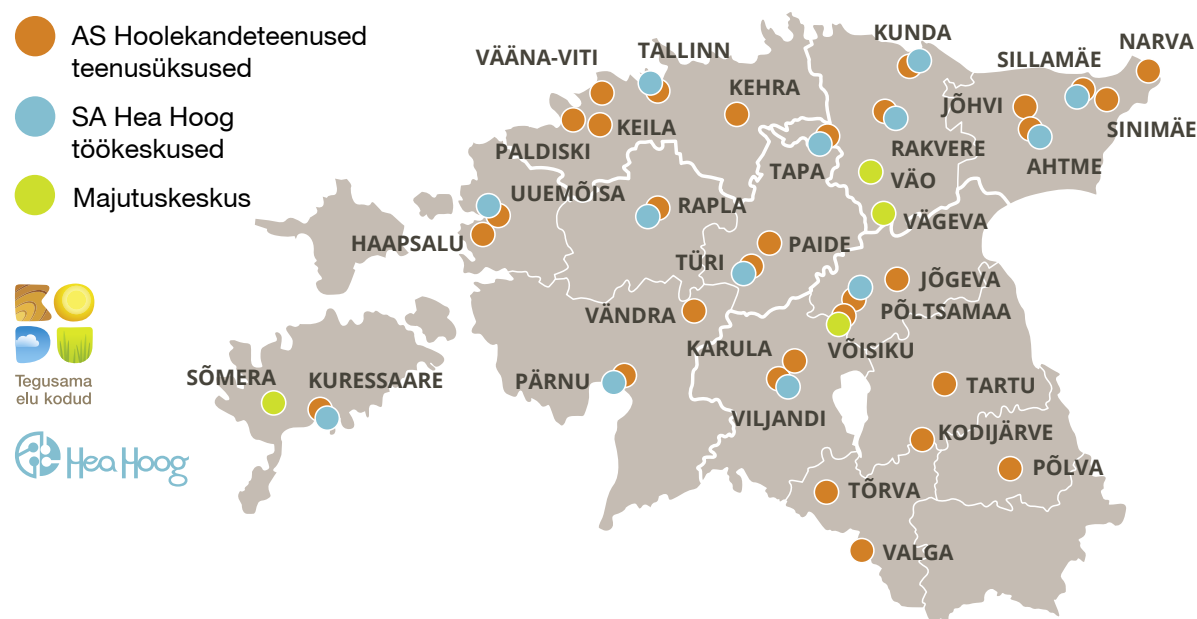 AS Hoolekandeteenused
teenusüksused
SA Hea Hoog
töökeskused
Majutuskeskus
Tegusama
elu kodud
Hea Hoog
KUNDA
NARVA
TALLINN
VÄÄNA-VITI
SILLAMÄE
KEHRA
JÕHVI
KEILA
SINIMÄE
RAKVERE
PALDISKI
AHTME
TAPA
VÄO
UUEMÕISA
RAPLA
VÄGEVA
HAAPSALU
PAIDE
TÜRI
JÕGEVA
PÕLTSAMAA
VÄNDRA
KARULA
VÕISIKU
SÕMERA
KURESSAARE
PÄRNU
TARTU
VILJANDI
KODIJÄRVE
PÕLVA
TÕRVA
VALGA